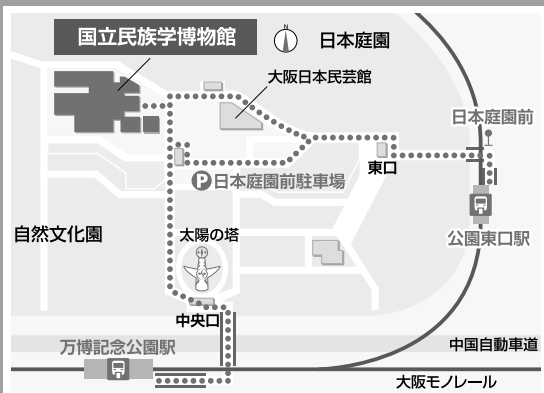 国立民族学博物館
N
日本庭園
大阪日本民芸館
日本庭園前
東口
P日本庭園前駐車場
公園東口駅
自然文化園
太陽の塔
中央口
万博記念公園駅
中国自動車道
大阪モノレール